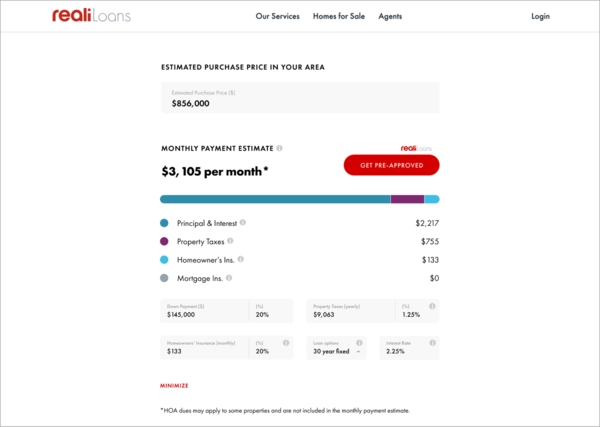 reali Loans
Our Services Homes for Sale Agents Login
ESTIMATED PURCHASE PRICE IN YOUR AREA
Estimated Purchase Price ($)
$856,000
MONTHLY PAYMENT ESTIMATE
reali Loans
$3,105 per month*
GET PRE-APPROVED
Principal & Interest $2,217
Property Taxes $755
Homeowner's Ins. $133
Mortgage Ins. $0
Down Payment ($) (%) Property Taxes (yearly) (%)
$145,000 20% $9,063 1.25%
Homeowners' Insurance (monthly) (%) Loan options Interest Rate
$133 20% 30 year fixed 2.25%
MINIMIZE
*HOA dues may apply to some properties and are not included in the monthly payment estimate.